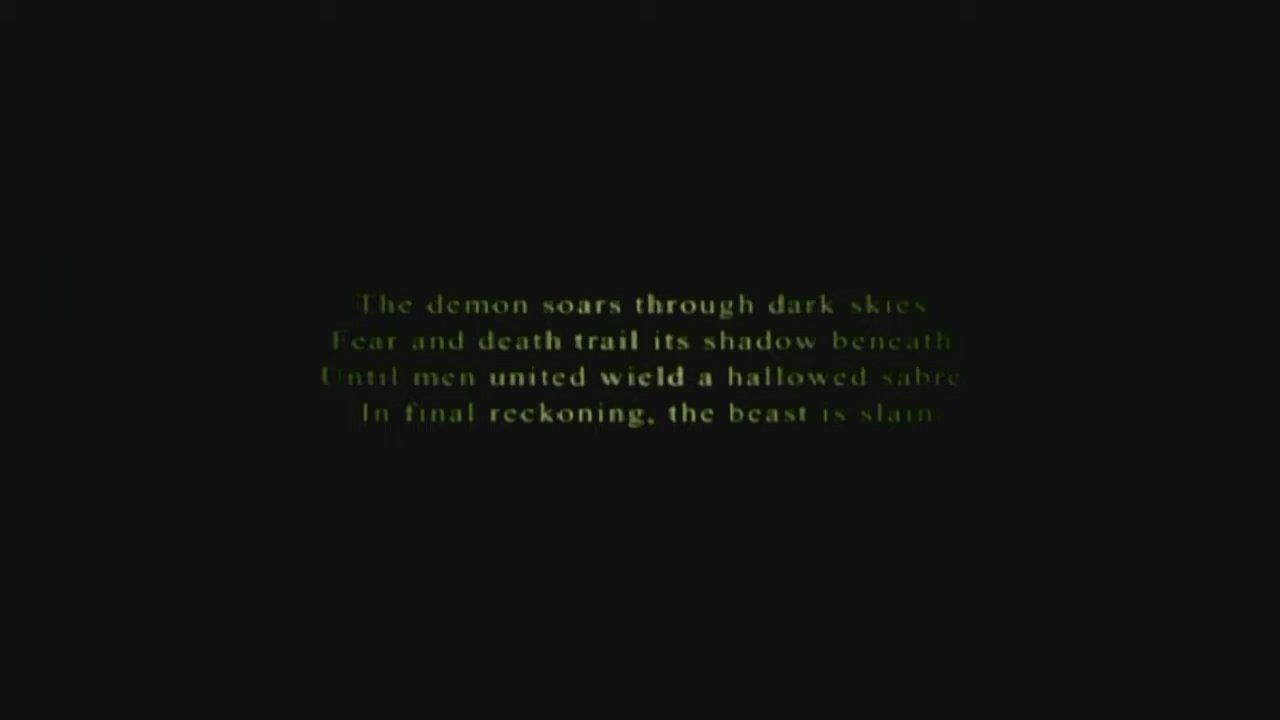 The demon soars through dark skies
Fear and death trail its shadow beneath
Until men united wield a hallowed sabre
In final reckoning, the beast is slain